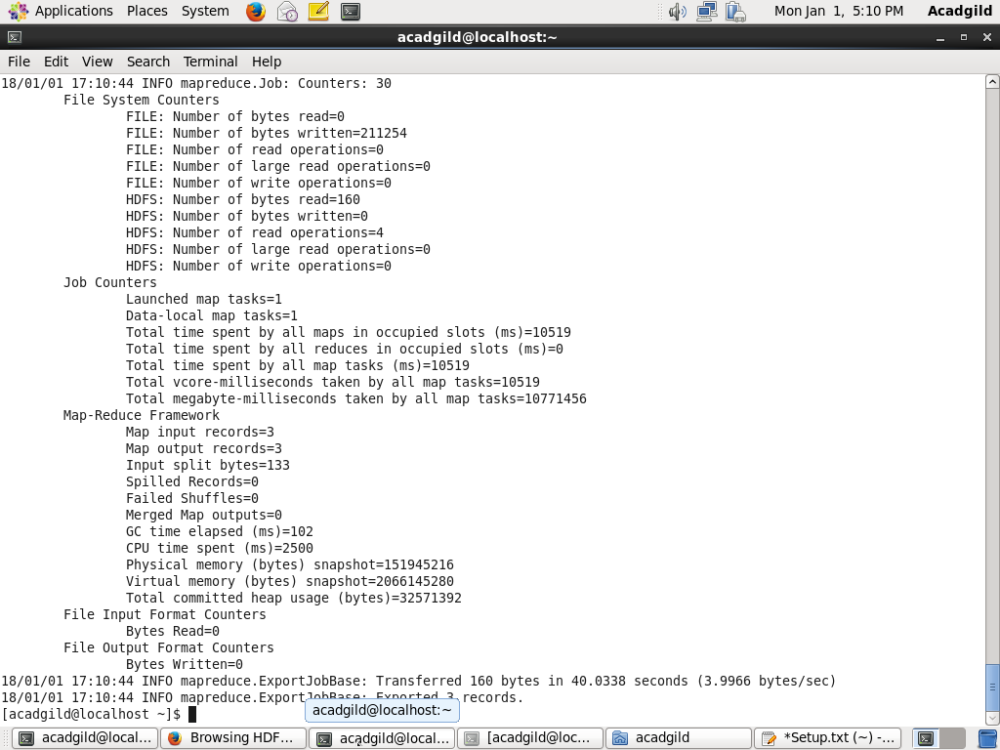 Applications Places System Mon Jan 1, 5:10 PM Acadgild
acadgild@localhost:~
File Edit View Search Terminal Help
18/01/01 17:10:44 INFO mapreduce.Job: Counters: 30
File System Counters
FILE: Number of bytes read=0
FILE: Number of bytes written=211254
FILE: Number of read operations=0
FILE: Number of large read operations=0
FILE: Number of write operations=0
HDFS: Number of bytes read=160
HDFS: Number of bytes written=0
HDFS: Number of read operations=4
HDFS: Number of large read operations=0
HDFS: Number of write operations=0
Job Counters
Launched map tasks=1
Data-local map tasks=1
Total time spent by all maps in occupied slots (ms)=10519
Total time spent by all reduces in occupied slots (ms)=0
Total time spent by all map tasks (ms)=10519
Total vcore-milliseconds taken by all map tasks=10519
Total megabyte-milliseconds taken by all map tasks=10771456
Map-Reduce Framework
Map input records=3
Map output records=3
Input split bytes=133
Spilled Records=0
Failed Shuffles=0
Merged Map outputs=0
GC time elapsed (ms)=102
CPU time spent (ms)=2500
Physical memory (bytes) snapshot=151945216
Virtual memory (bytes) snapshot=2066145280
Total committed heap usage (bytes)=32571392
File Input Format Counters
Bytes Read=0
File Output Format Counters
Bytes Written=0
18/01/01 17:10:44 INFO mapreduce.ExportJobBase: Transferred 160 bytes in 40.0338 seconds (3.9966 bytes/sec)
18/01/01 17:10:44 INFO mapreduce.ExportJobBase: Exported 3 records.
[acadgild@localhost ~]$
acadgild@localhost:~
acadgild@local... Browsing HDF... acadgild@local... [acadgild@loc... acadgild *Setup.txt (~) -...